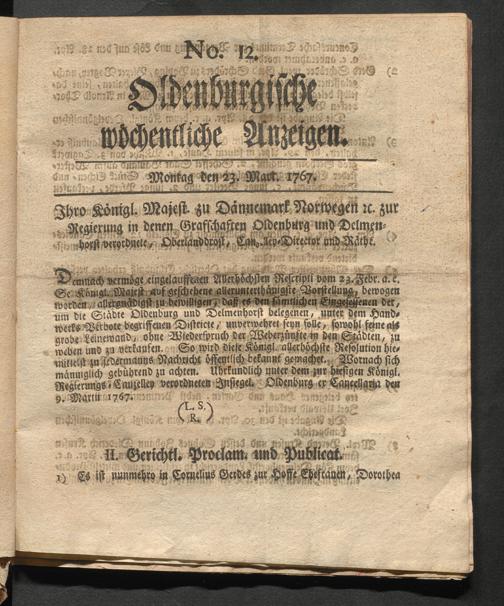 No. 12.
Oldenburgische
wöchentliche Anzeigen.
Montag den 23. Mart. 1767.
Ihro Königl. Majest. zu Dännemark Norwegen ꝛc. zur
Regierung in denen Grafschaften Oldenburg und Delmen-
horst verordnete, Oberlanddrost, Canzley-Director und Räthe.
Demnach vermöge eingelauffenen Allerhöchsten Rescripti vom 23. Febr. a. c.
Se. Königl. Majest. auf geschehene allerunterthänigste Vorstellung, bewogen
worden, allergnädigst zu bewilligen, daß es den sämtlichen Eingesessenen der,
um die Städte Oldenburg und Delmenhorst belegenen, unter dem Hand-
werks Verbote begriffenen Districte, unverwehret seyn solle, sowohl feine als
grobe Leinewand, ohne Wiederspruch der Weberzünfte in den Städten, zu
weben und zu verkaufen. So wird diese Königl. allerhöchste Resolution hie-
mittelst zu jedermanns Nachricht öffentlich bekannt gemachet. Wornach sich
männiglich gebührend zu achten. Uhrkundlich unter dem zur hiesigen Königl.
Regierungs-Canzelley verordneten Insiegel. Oldenburg ex Cancellaria den
9. Martii 1767.
(L. S.)
R.
II. Gerichtl. Proclam. und Publicat.
1) Es ist nunmehro in Cornelius Gerdes zur Hoffe Ehefrauen, Dorothea